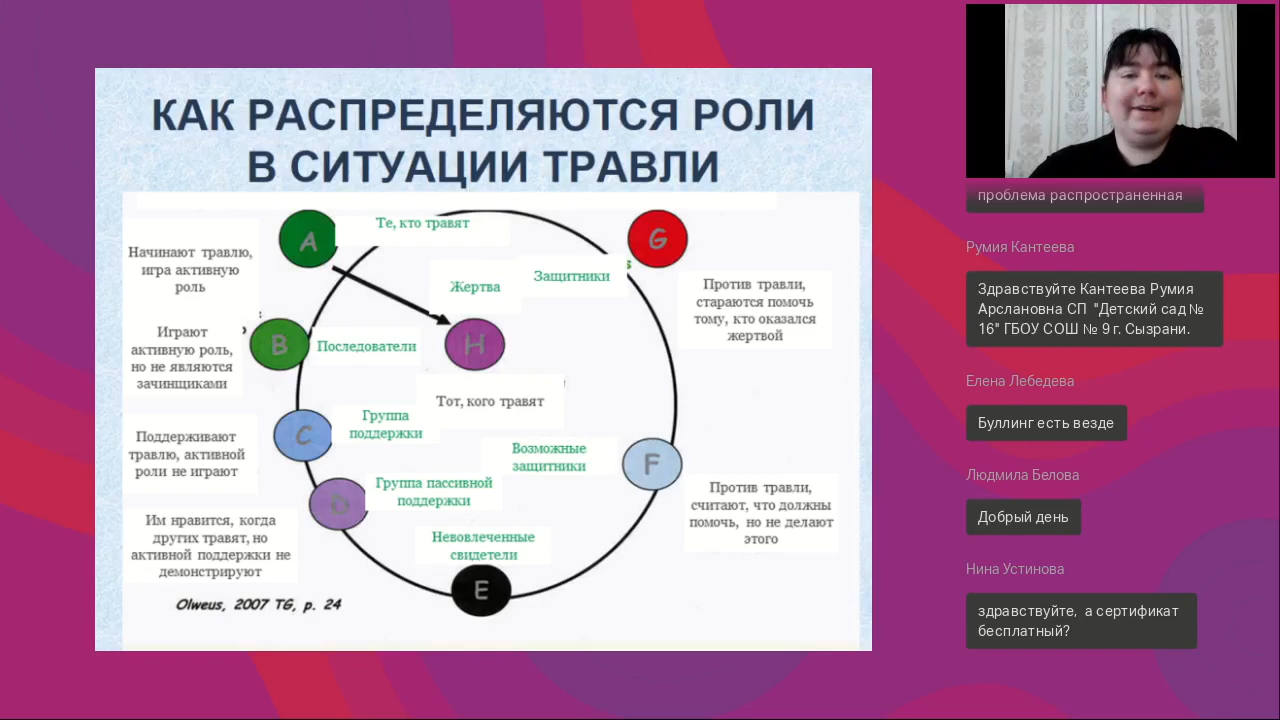 КАК РАСПРЕДЕЛЯЮТСЯ РОЛИ
В СИТУАЦИИ ТРАВЛИ
A
Те, кто травят
G
Начинают травлю,
игра активную
роль
Жертва
Защитники
s
Против травли,
стараются помочь
тому, кто оказался
жертвой
Играют
активную роль,
но не являются
зачинщиками
B
Последователи
H
Тот, кого травят
Поддерживают
травлю, активной
роли не играют
C
Группа
поддержки
Возможные
защитники
F
D
Группа пассивной
поддержки
Против травли,
считают, что должны
помочь, но не делают
этого
Им нравится, когда
других травят, но
активной поддержки не
демонстрируют
Невовлеченные
свидетели
E
Olweus, 2007 TG, p. 24
проблема распространенная
Румия Кантеева
Здравствуйте Кантеева Румия
Арслановна СП "Детский сад №
16" ГБОУ СОШ № 9 г. Сызрани.
Елена Лебедева
Буллинг есть везде
Людмила Белова
Добрый день
Нина Устинова
здравствуйте, а сертификат
бесплатный?